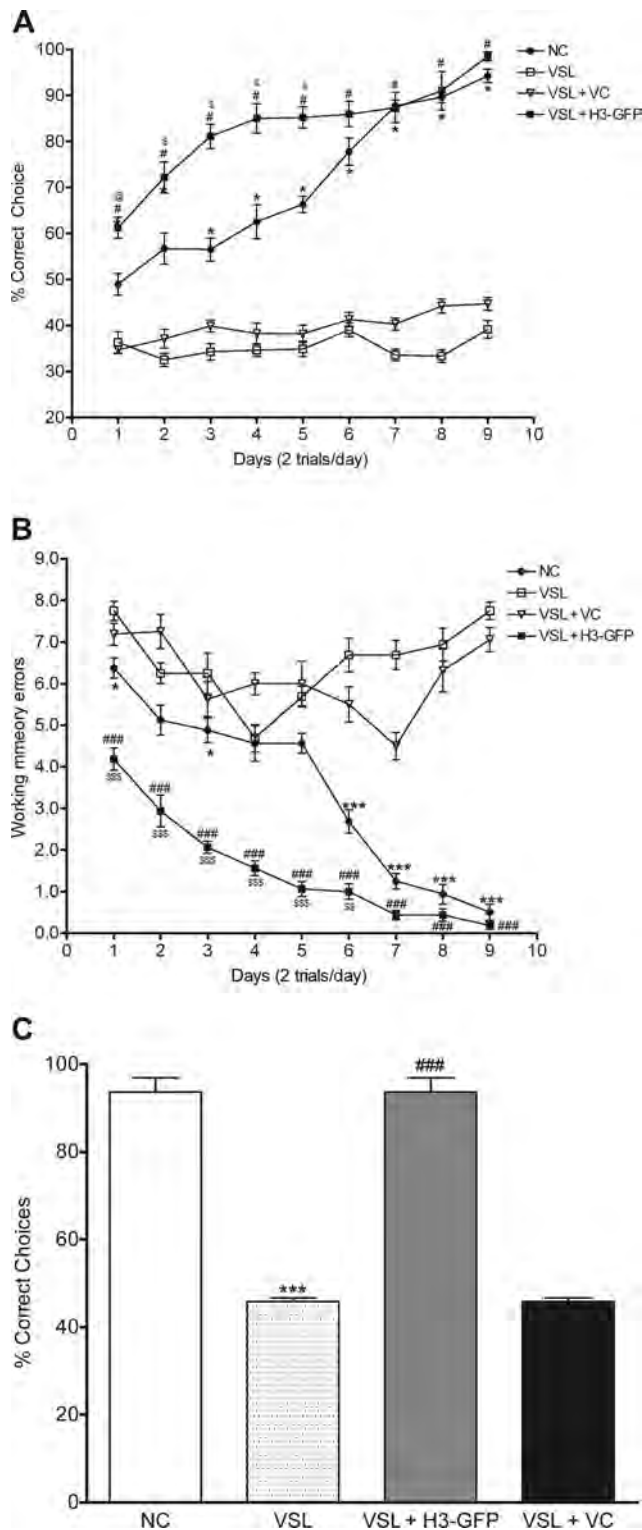 A
% Correct Choice
100
90
80
70
60
50
40
30
20
0 1 2 3 4 5 6 7 8 9 10
Days (2 trials/day)
NC
VSL
VSL + VC
VSL + H3-GFP
@ $ $ $ $
# # # # # # # # #
* * * * * * *
B
Working mmeory errors
9.0
8.0
7.0
6.0
5.0
4.0
3.0
2.0
1.0
0.0
0 1 2 3 4 5 6 7 8 9 10
Days (2 trials/day)
NC
VSL
VSL + VC
VSL + H3-GFP
* * *** *** *** ***
### ### ### ### ### ### ### ### ###
$$$ $$$ $$$ $$$ $$$ $$
C
% Correct Choices
100
80
60
40
20
0
***
###
NC VSL VSL + H3-GFP VSL + VC